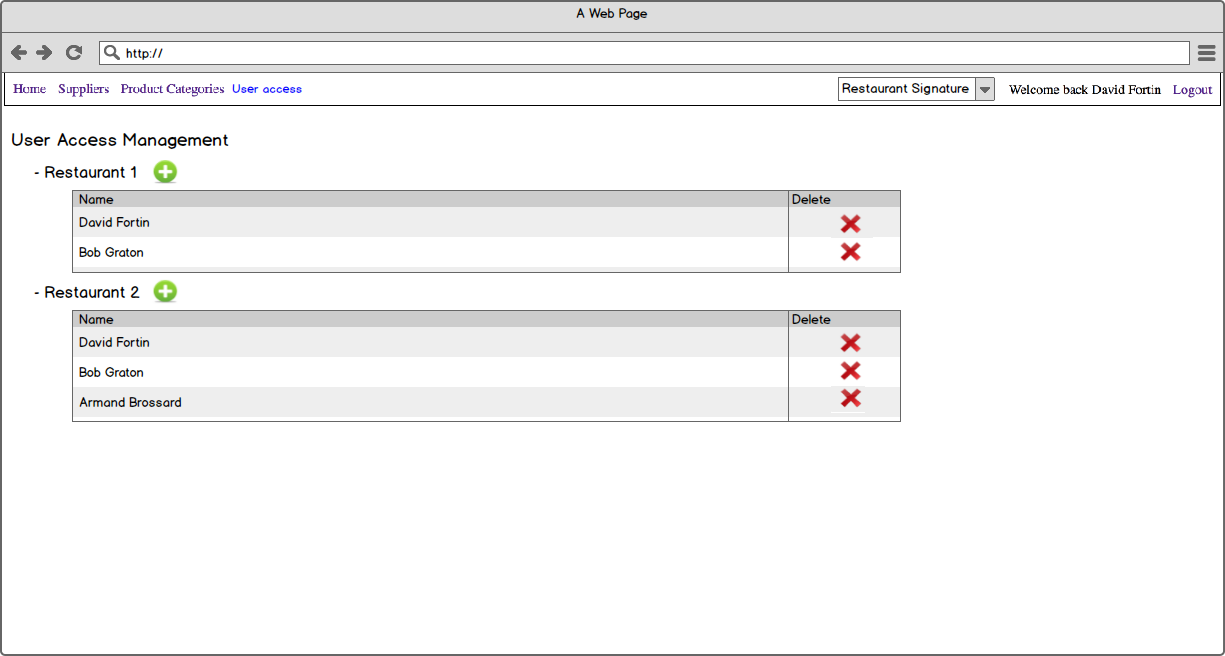 A Web Page
http://
Home Suppliers Product Categories User access Restaurant Signature Welcome back David Fortin Logout
User Access Management
- Restaurant 1
Name Delete
David Fortin
Bob Graton
- Restaurant 2
Name Delete
David Fortin
Bob Graton
Armand Brossard